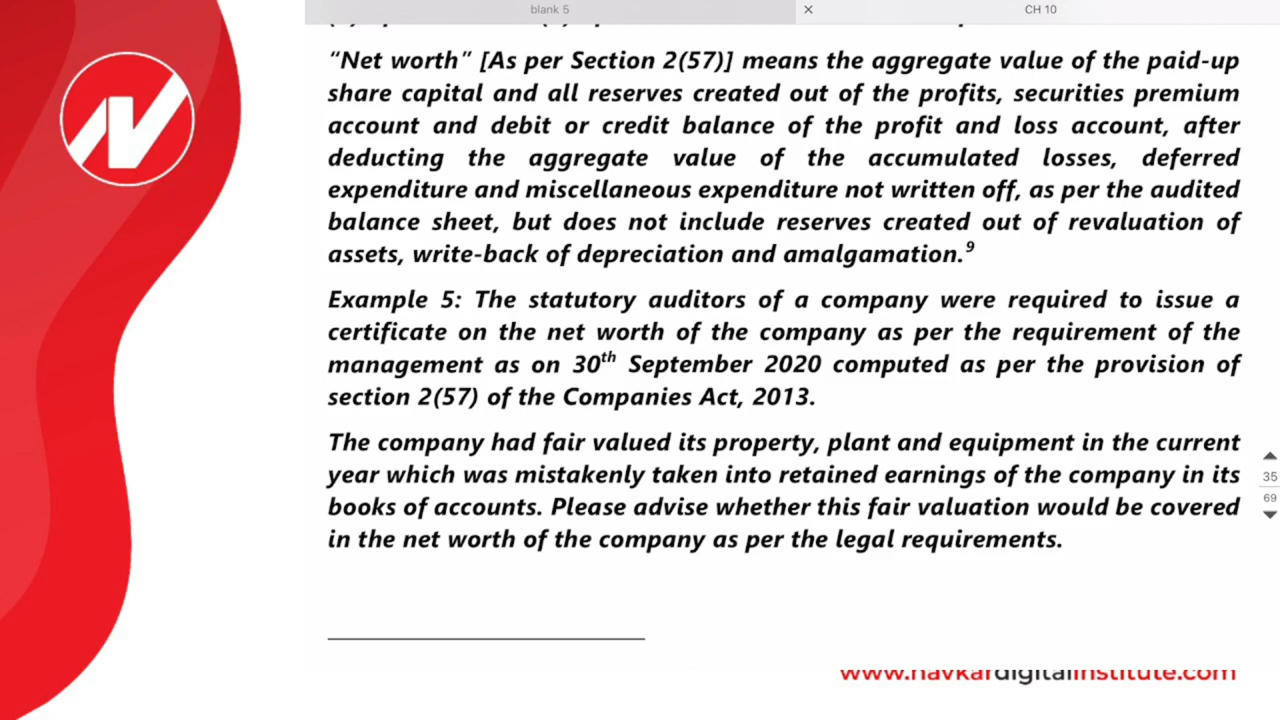 blank 5
CH 10
“Net worth” [As per Section 2(57)] means the aggregate value of the paid-up
share capital and all reserves created out of the profits, securities premium
account and debit or credit balance of the profit and loss account, after
deducting the aggregate value of the accumulated losses, deferred
expenditure and miscellaneous expenditure not written off, as per the audited
balance sheet, but does not include reserves created out of revaluation of
assets, write-back of depreciation and amalgamation.⁹
Example 5: The statutory auditors of a company were required to issue a
certificate on the net worth of the company as per the requirement of the
management as on 30th September 2020 computed as per the provision of
section 2(57) of the Companies Act, 2013.
The company had fair valued its property, plant and equipment in the current
year which was mistakenly taken into retained earnings of the company in its
books of accounts. Please advise whether this fair valuation would be covered
in the net worth of the company as per the legal requirements.
35
69
www.navkardigitalinstitute.com